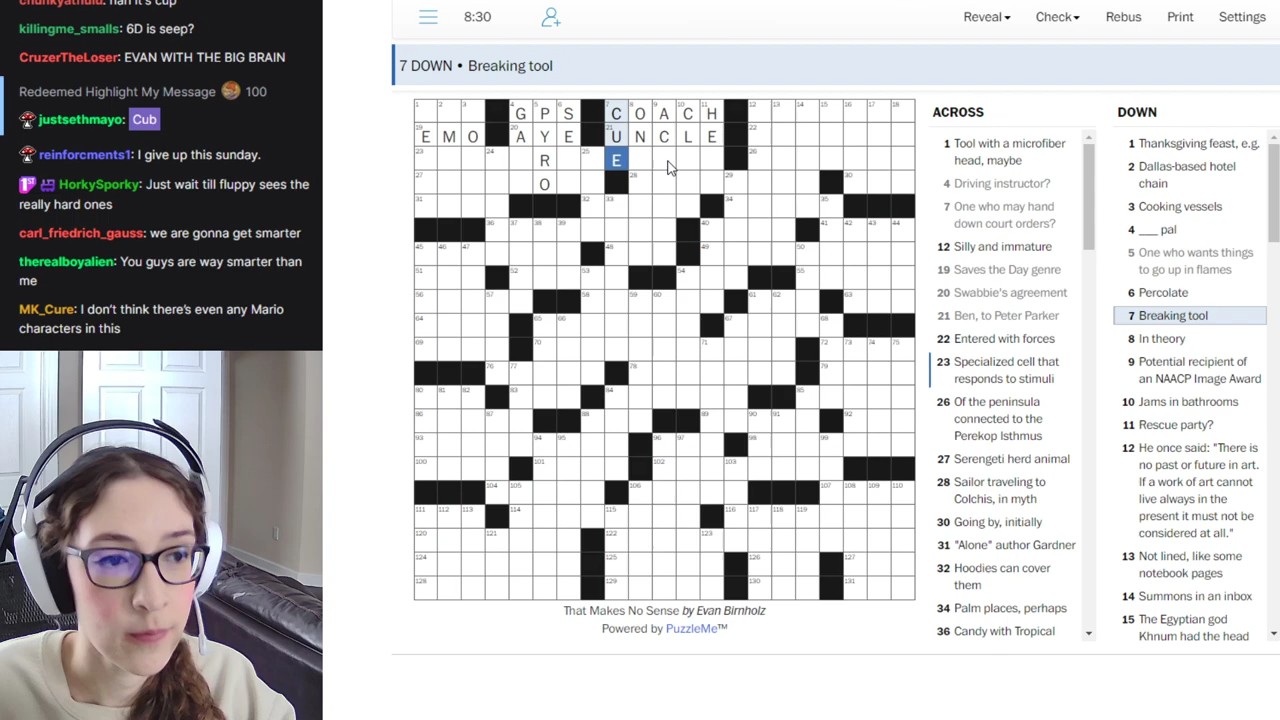 chunkyathulu: nah it's cup
killingme_smalls: 6D is seep?
CruzerTheLoser: EVAN WITH THE BIG BRAIN
Redeemed Highlight My Message 100
justsethmayo: Cub
reinforcments1: I give up this sunday.
1ST HorkySporky: Just wait till fluppy sees the
really hard ones
carl_friedrich_gauss: we are gonna get smarter
therealboyalien: You guys are way smarter than
me
MK_Cure: I don't think there's even any Mario
characters in this
8:30
Reveal Check Rebus Print Settings
7 DOWN • Breaking tool
G P S C O A C H
E M O A Y E U N C L E
R E
O
That Makes No Sense by Evan Birnholz
Powered by PuzzleMe™
ACROSS
1 Tool with a microfiber
head, maybe
4 Driving instructor?
7 One who may hand
down court orders?
12 Silly and immature
19 Saves the Day genre
20 Swabbie's agreement
21 Ben, to Peter Parker
22 Entered with forces
23 Specialized cell that
responds to stimuli
26 Of the peninsula
connected to the
Perekop Isthmus
27 Serengeti herd animal
28 Sailor traveling to
Colchis, in myth
30 Going by, initially
31 "Alone" author Gardner
32 Hoodies can cover
them
34 Palm places, perhaps
36 Candy with Tropical
DOWN
1 Thanksgiving feast, e.g.
2 Dallas-based hotel
chain
3 Cooking vessels
4 ___ pal
5 One who wants things
to go up in flames
6 Percolate
7 Breaking tool
8 In theory
9 Potential recipient of
an NAACP Image Award
10 Jams in bathrooms
11 Rescue party?
12 He once said: "There is
no past or future in art.
If a work of art cannot
live always in the
present it must not be
considered at all."
13 Not lined, like some
notebook pages
14 Summons in an inbox
15 The Egyptian god
Khnum had the head